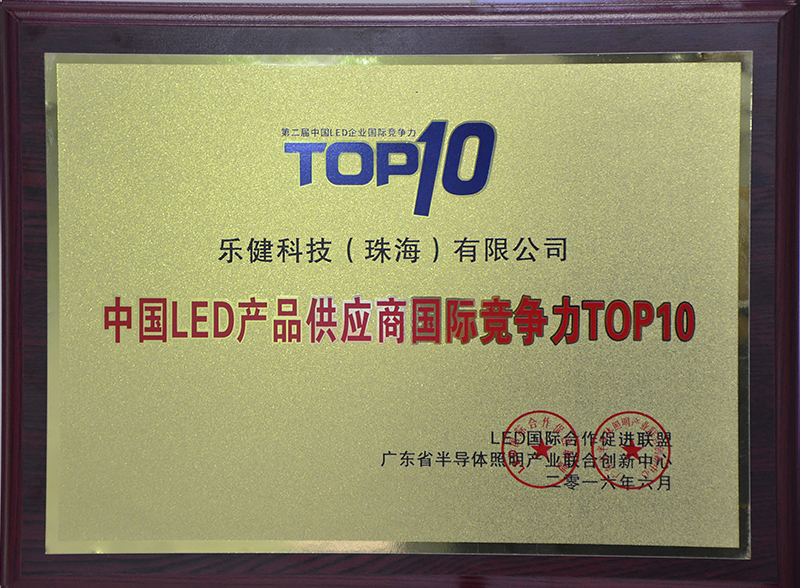 第二届中国LED企业国际竞争力
TOP10
乐健科技（珠海）有限公司
中国LED产品供应商国际竞争力TOP10
LED国际合作促进联盟
广东省半导体照明产业联合创新中心
二零一六年六月